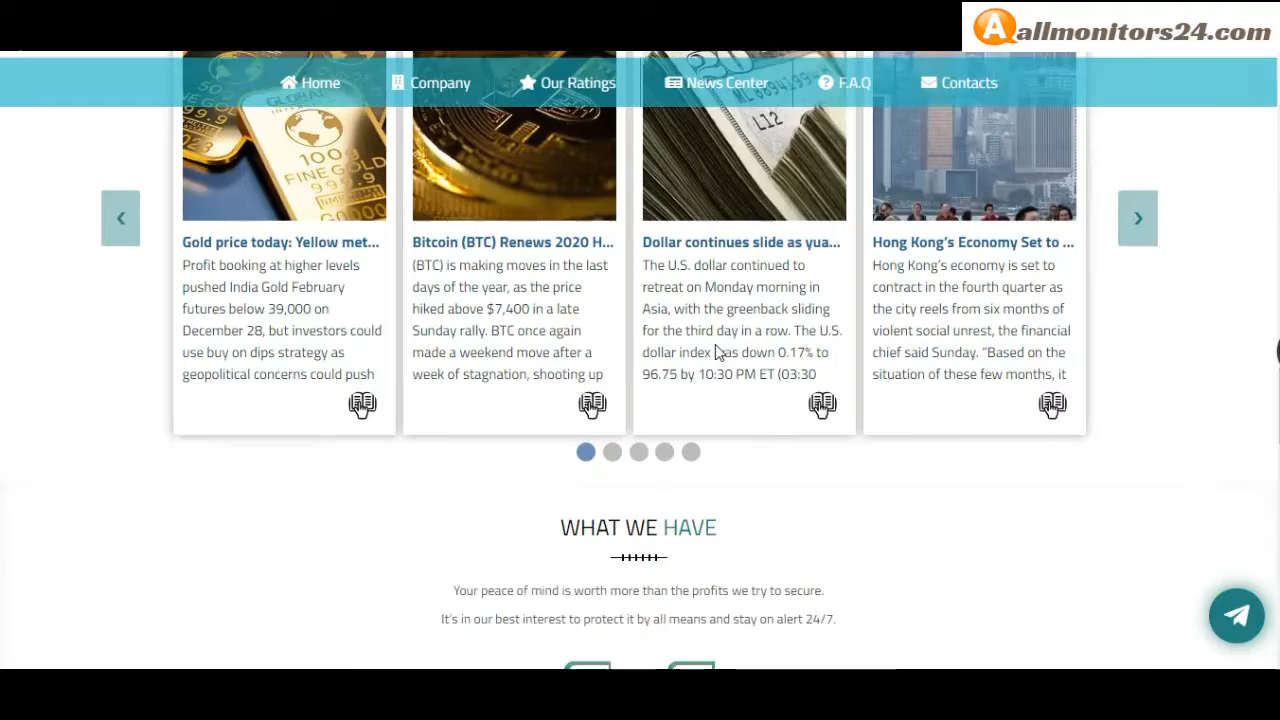 allmonitors24.com
Home
Company
Our Ratings
News Center
F.A.Q
Contacts
100g
FINE GOLD
999.9
L12
Gold price today: Yellow met...
Profit booking at higher levels
pushed India Gold February
futures below 39,000 on
December 28, but investors could
use buy on dips strategy as
geopolitical concerns could push
Bitcoin (BTC) Renews 2020 H...
(BTC) is making moves in the last
days of the year, as the price
hiked above $7,400 in a late
Sunday rally. BTC once again
made a weekend move after a
week of stagnation, shooting up
Dollar continues slide as yua...
The U.S. dollar continued to
retreat on Monday morning in
Asia, with the greenback sliding
for the third day in a row. The U.S.
dollar index was down 0.17% to
96.75 by 10:30 PM ET (03:30
Hong Kong's Economy Set to ...
Hong Kong's economy is set to
contract in the fourth quarter as
the city reels from six months of
violent social unrest, the financial
chief said Sunday. "Based on the
situation of these few months, it
WHAT WE HAVE
Your peace of mind is worth more than the profits we try to secure.
It's in our best interest to protect it by all means and stay on alert 24/7.